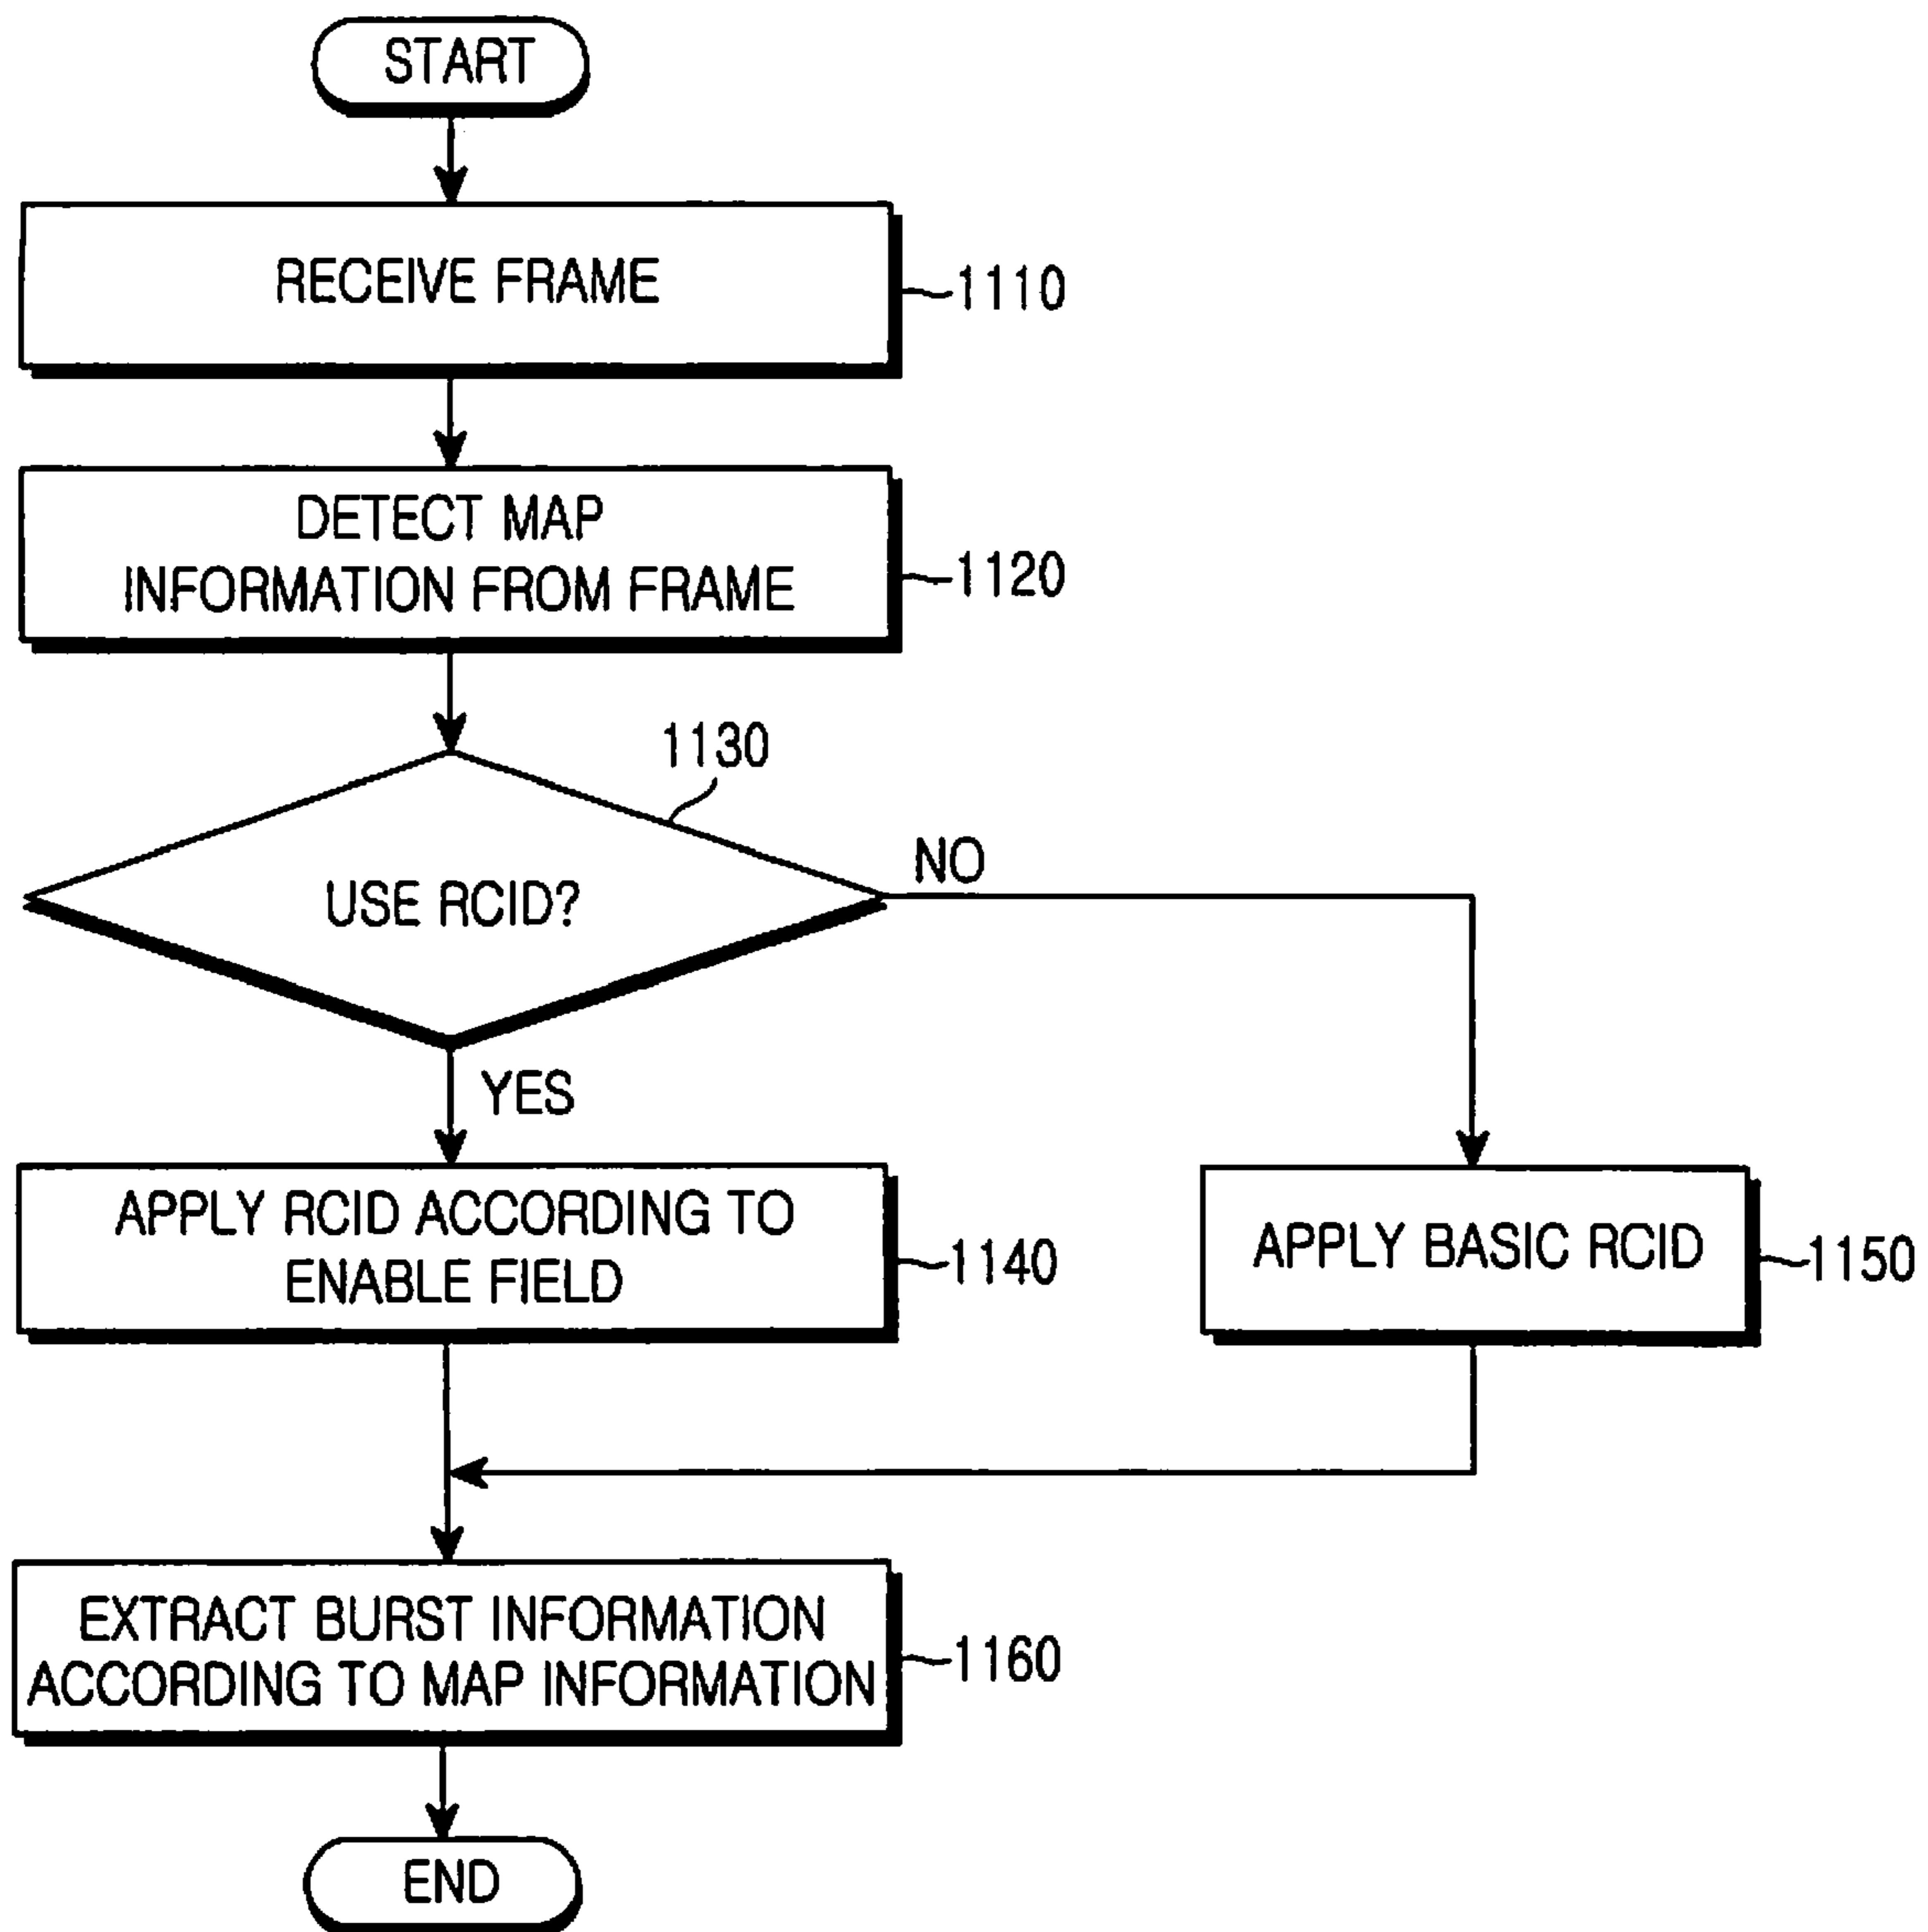 START
RECEIVE FRAME
1110
DETECT MAP
INFORMATION FROM FRAME
1120
1130
USE RCID?
NO
YES
APPLY RCID ACCORDING TO
ENABLE FIELD
1140
APPLY BASIC RCID
1150
EXTRACT BURST INFORMATION
ACCORDING TO MAP INFORMATION
1160
END